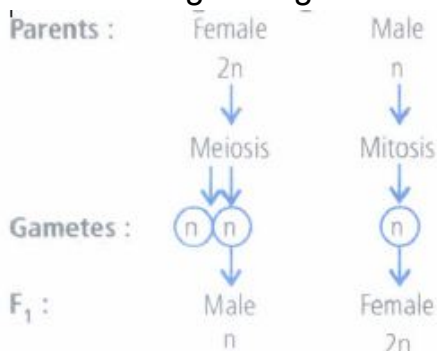 Parents : Female Male
2n n
Meiosis Mitosis
Gametes : n n n
F₁ : Male Female
n 2n